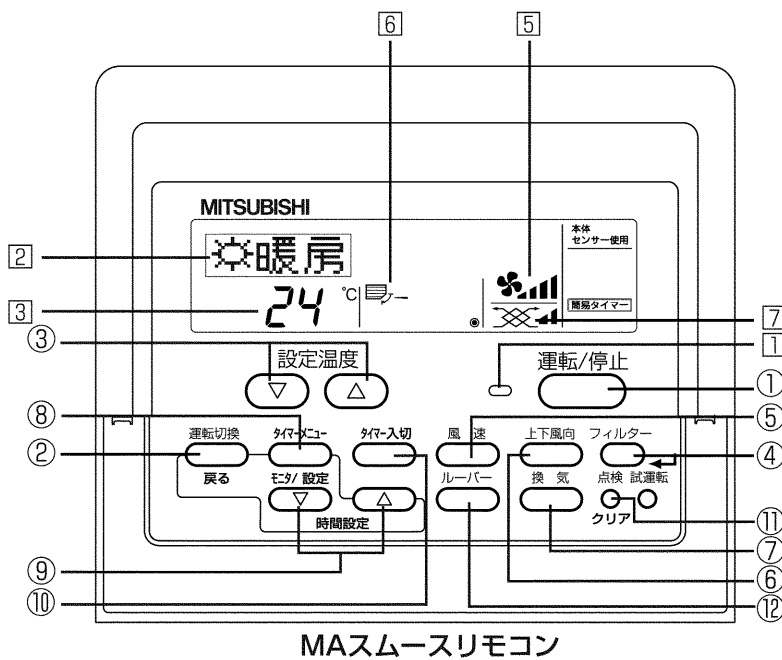 6 5
MITSUBISHI
2 暖房
本体
センサー使用
3 24 ℃
簡易タイマー
7
1
③ 設定温度 運転/停止
▽ △
①
⑧ ⑤
運転切換 タイマーメニュー タイマー入切 風 速 上下風向 フィルター
② ④
戻る モニタ/設定 ルーバー 換 気 点検 試運転
▽ △
時間設定 クリア ⑪
⑨ ⑦
⑩ ⑥
⑫
MAスムースリモコン